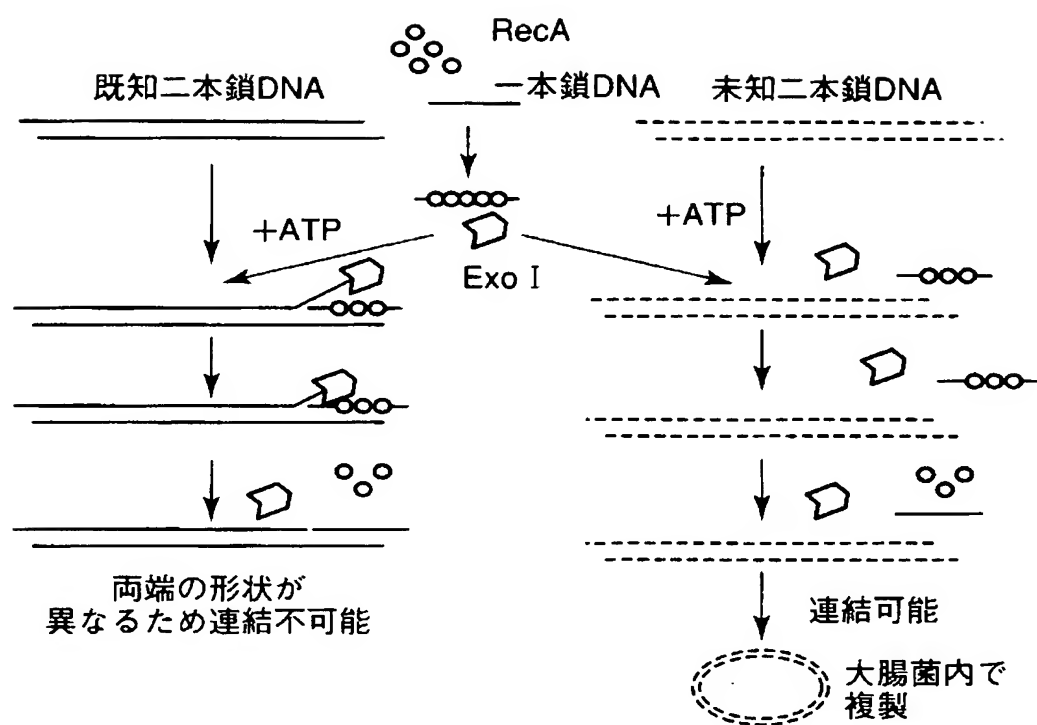 RecA
既知二本鎖DNA
一本鎖DNA
未知二本鎖DNA
+ATP
+ATP
Exo I
両端の形状が
異なるため連結不可能
連結可能
大腸菌内で
複製